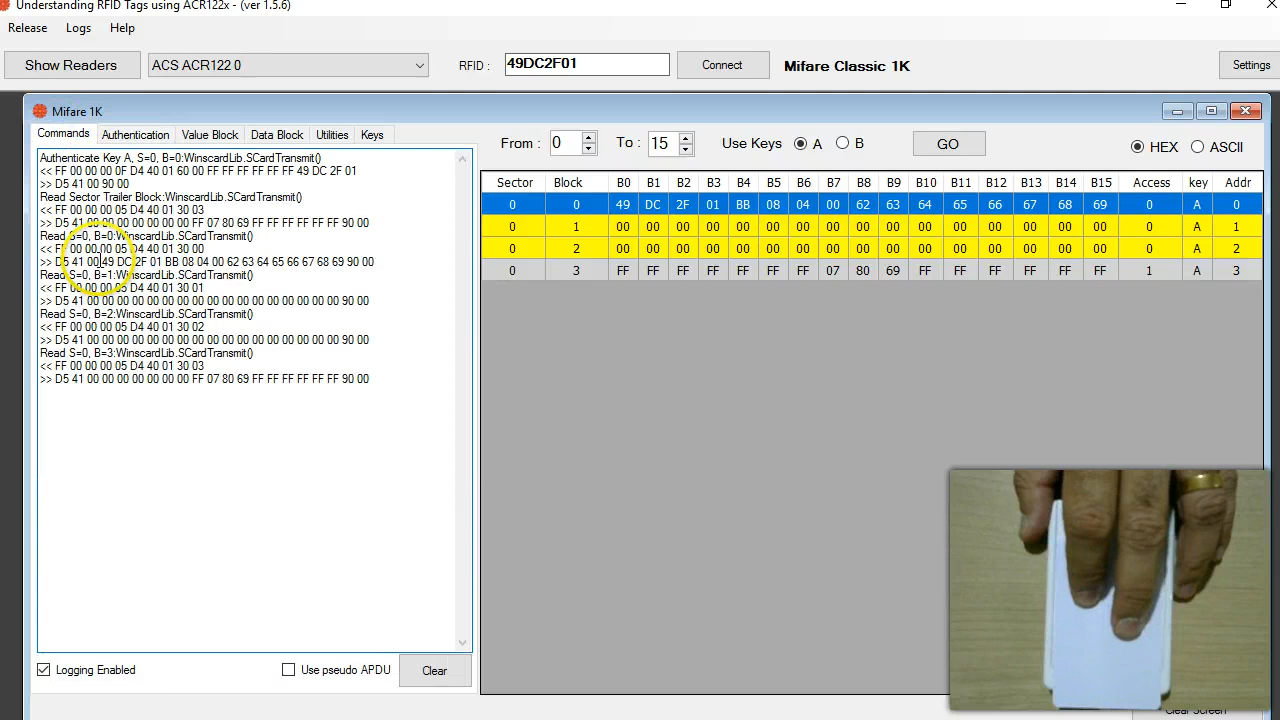 Understanding RFID Tags using ACR122x - (ver 1.5.6)
Release Logs Help
Show Readers ACS ACR122 0 RFID : 49DC2F01 Connect Mifare Classic 1K Settings
Mifare 1K
Commands Authentication Value Block Data Block Utilities Keys
From : 0 To : 15 Use Keys A B GO HEX ASCII
Authenticate Key A, S=0, B=0:WinscardLib.SCardTransmit()
<< FF 00 00 00 0F D4 40 01 60 00 FF FF FF FF FF FF 49 DC 2F 01
>> D5 41 00 90 00
Read Sector Trailer Block:WinscardLib.SCardTransmit()
<< FF 00 00 00 05 D4 40 01 30 03
>> D5 41 00 00 00 00 00 00 00 FF 07 80 69 FF FF FF FF FF FF 90 00
Read S=0, B=0:WinscardLib.SCardTransmit()
<< FF 00 00 00 05 D4 40 01 30 00
>> D5 41 00 49 DC 2F 01 BB 08 04 00 62 63 64 65 66 67 68 69 90 00
Read S=0, B=1:WinscardLib.SCardTransmit()
<< FF 00 00 00 05 D4 40 01 30 01
>> D5 41 00 00 00 00 00 00 00 00 00 00 00 00 00 00 00 00 00 90 00
Read S=0, B=2:WinscardLib.SCardTransmit()
<< FF 00 00 00 05 D4 40 01 30 02
>> D5 41 00 00 00 00 00 00 00 00 00 00 00 00 00 00 00 00 00 90 00
Read S=0, B=3:WinscardLib.SCardTransmit()
<< FF 00 00 00 05 D4 40 01 30 03
>> D5 41 00 00 00 00 00 00 00 FF 07 80 69 FF FF FF FF FF FF 90 00
Sector Block B0 B1 B2 B3 B4 B5 B6 B7 B8 B9 B10 B11 B12 B13 B14 B15 Access key Addr
0 0 49 DC 2F 01 BB 08 04 00 62 63 64 65 66 67 68 69 0 A 0
0 1 00 00 00 00 00 00 00 00 00 00 00 00 00 00 00 00 0 A 1
0 2 00 00 00 00 00 00 00 00 00 00 00 00 00 00 00 00 0 A 2
0 3 FF FF FF FF FF FF FF 07 80 69 FF FF FF FF FF FF 1 A 3
Logging Enabled Use pseudo APDU Clear
Clear Screen